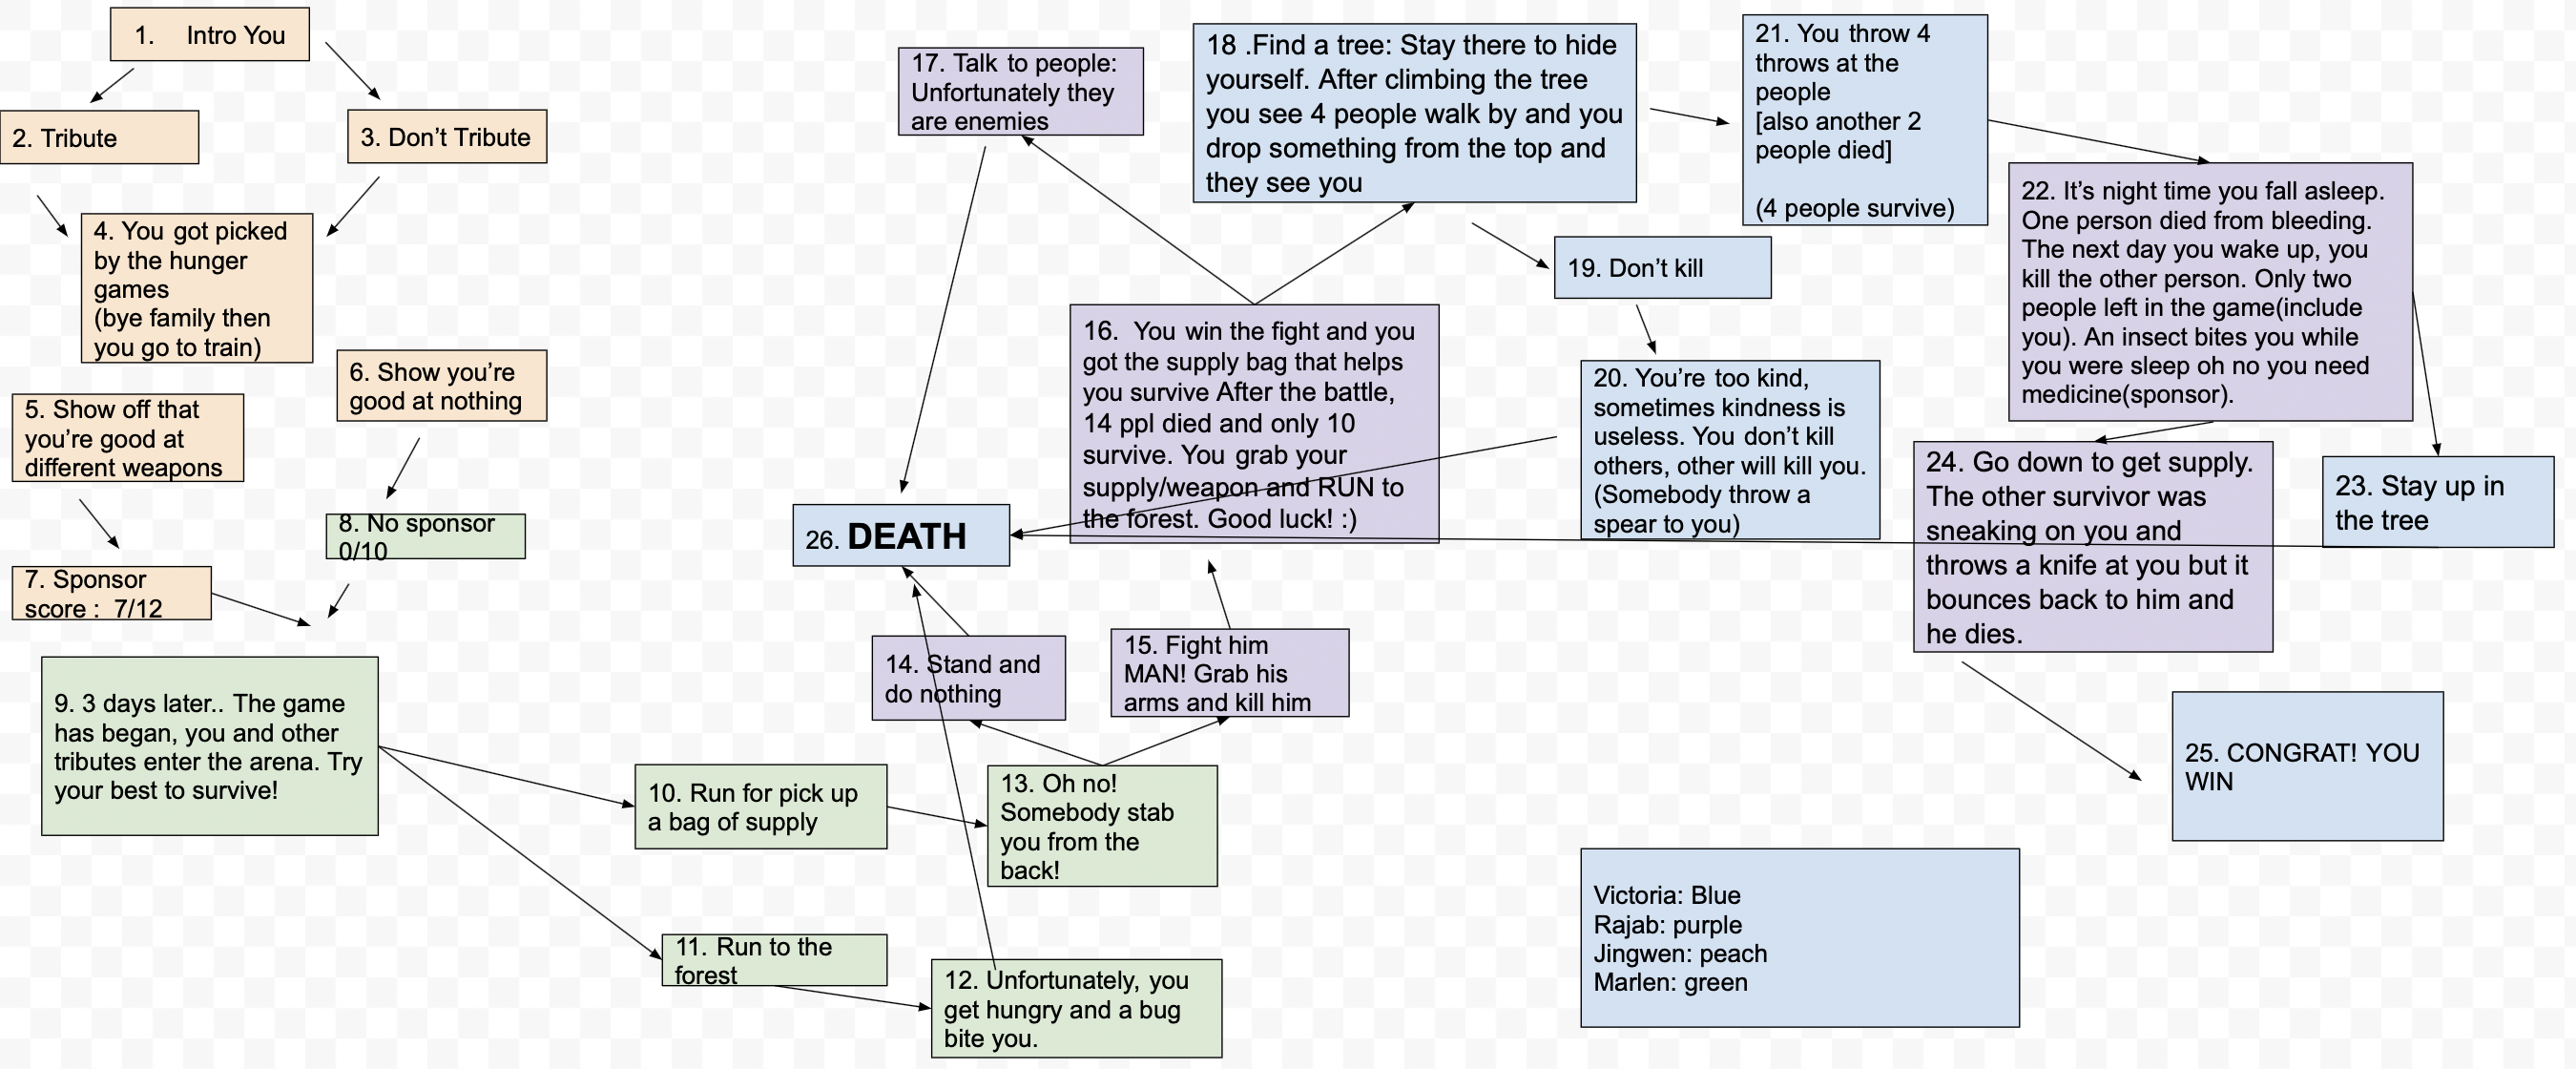 1. Intro You
2. Tribute
3. Don't Tribute
4. You got picked
by the hunger
games
(bye family then
you go to train)
5. Show off that
you're good at
different weapons
6. Show you're
good at nothing
7. Sponsor
score : 7/12
8. No sponsor
0/10
9. 3 days later.. The game
has began, you and other
tributes enter the arena. Try
your best to survive!
10. Run for pick up
a bag of supply
11. Run to the
forest
12. Unfortunately, you
get hungry and a bug
bite you.
13. Oh no!
Somebody stab
you from the
back!
14. Stand and
do nothing
15. Fight him
MAN! Grab his
arms and kill him
16. You win the fight and you
got the supply bag that helps
you survive After the battle,
14 ppl died and only 10
survive. You grab your
supply/weapon and RUN to
the forest. Good luck! :)
17. Talk to people:
Unfortunately they
are enemies
18 .Find a tree: Stay there to hide
yourself. After climbing the tree
you see 4 people walk by and you
drop something from the top and
they see you
19. Don't kill
20. You're too kind,
sometimes kindness is
useless. You don't kill
others, other will kill you.
(Somebody throw a
spear to you)
21. You throw 4
throws at the
people
[also another 2
people died]
(4 people survive)
22. It's night time you fall asleep.
One person died from bleeding.
The next day you wake up, you
kill the other person. Only two
people left in the game(include
you). An insect bites you while
you were sleep oh no you need
medicine(sponsor).
23. Stay up in
the tree
24. Go down to get supply.
The other survivor was
sneaking on you and
throws a knife at you but it
bounces back to him and
he dies.
25. CONGRAT! YOU
WIN
26. DEATH
Victoria: Blue
Rajab: purple
Jingwen: peach
Marlen: green